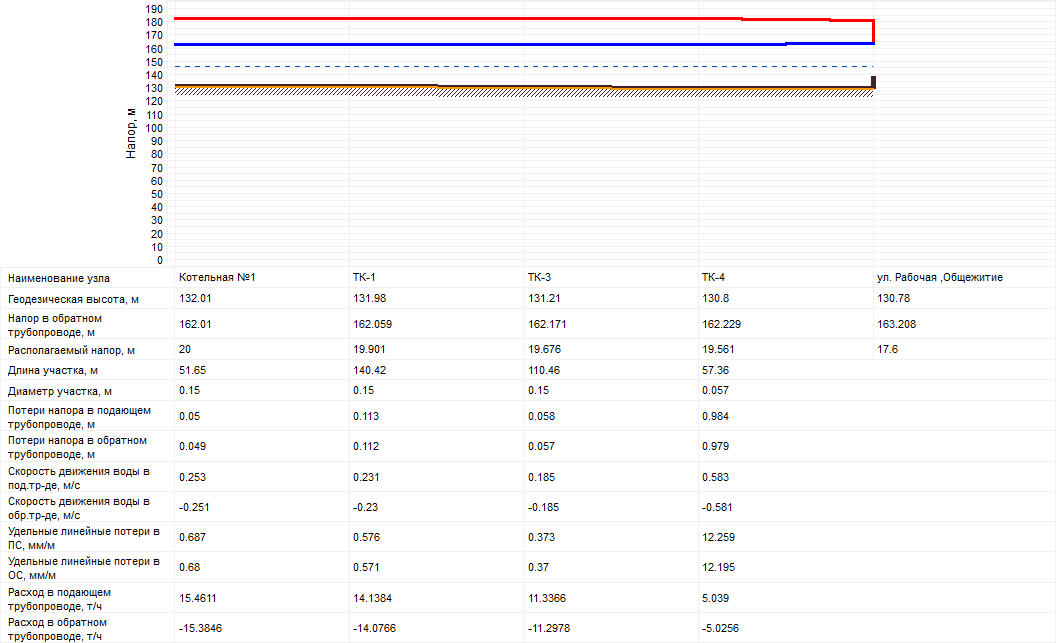 190
180
170
160
150
140
130
120
110
100
90
80
70
60
50
40
30
20
10
0
Напор, м
Наименование узла Котельная №1 ТК-1 ТК-3 ТК-4 ул. Рабочая ,Общежитие
Геодезическая высота, м 132.01 131.98 131.21 130.8 130.78
Напор в обратном
трубопроводе, м 162.01 162.059 162.171 162.229 163.208
Располагаемый напор, м 20 19.901 19.676 19.561 17.6
Длина участка, м 51.65 140.42 110.46 57.36
Диаметр участка, м 0.15 0.15 0.15 0.057
Потери напора в подающем
трубопроводе, м 0.05 0.113 0.058 0.984
Потери напора в обратном
трубопроводе, м 0.049 0.112 0.057 0.979
Скорость движения воды в
под.тр-де, м/с 0.253 0.231 0.185 0.583
Скорость движения воды в
обр.тр-де, м/с -0.251 -0.23 -0.185 -0.581
Удельные линейные потери в
ПС, мм/м 0.687 0.576 0.373 12.259
Удельные линейные потери в
ОС, мм/м 0.68 0.571 0.37 12.195
Расход в подающем
трубопроводе, т/ч 15.4611 14.1384 11.3366 5.039
Расход в обратном
трубопроводе, т/ч -15.3846 -14.0766 -11.2978 -5.0256